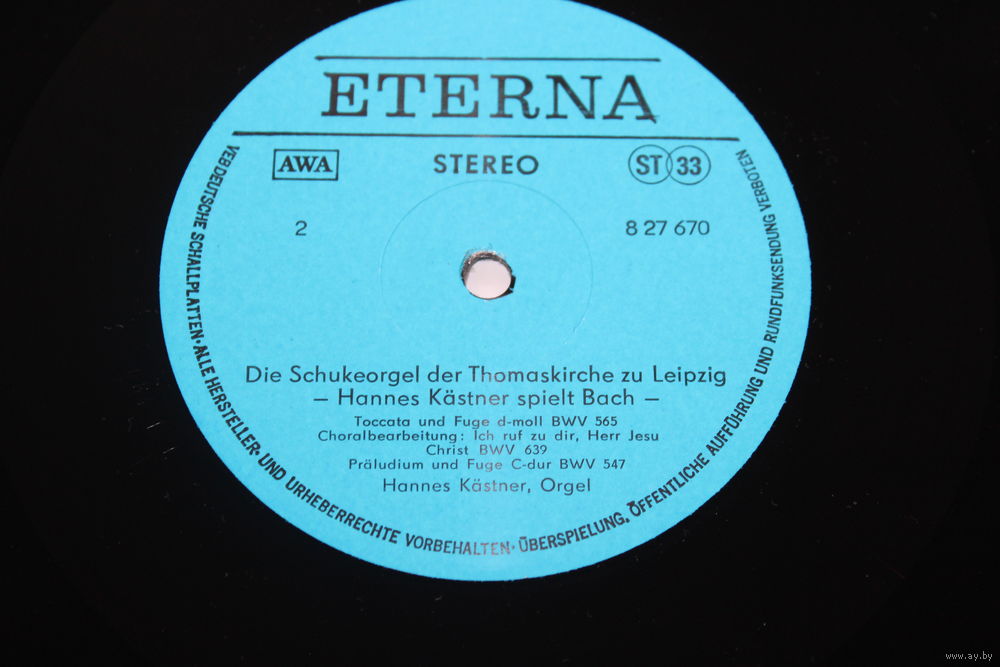 ETERNA
AWA
STEREO
ST 33
2
8 27 670
Die Schukeorgel der Thomaskirche zu Leipzig
– Hannes Kästner spielt Bach –
Toccata und Fuge d-moll BWV 565
Choralbearbeitung: Ich ruf zu dir, Herr Jesu
Christ BWV 639
Präludium und Fuge C-dur BWV 547
Hannes Kästner, Orgel
VEB DEUTSCHE SCHALLPLATTEN· ALLE HERSTELLER- UND URHEBERRECHTE VORBEHALTEN· ÜBERSPIELUNG, ÖFFENTLICHE AUFFÜHRUNG UND RUNDFUNKSENDUNG VERBOTEN
www.ay.by